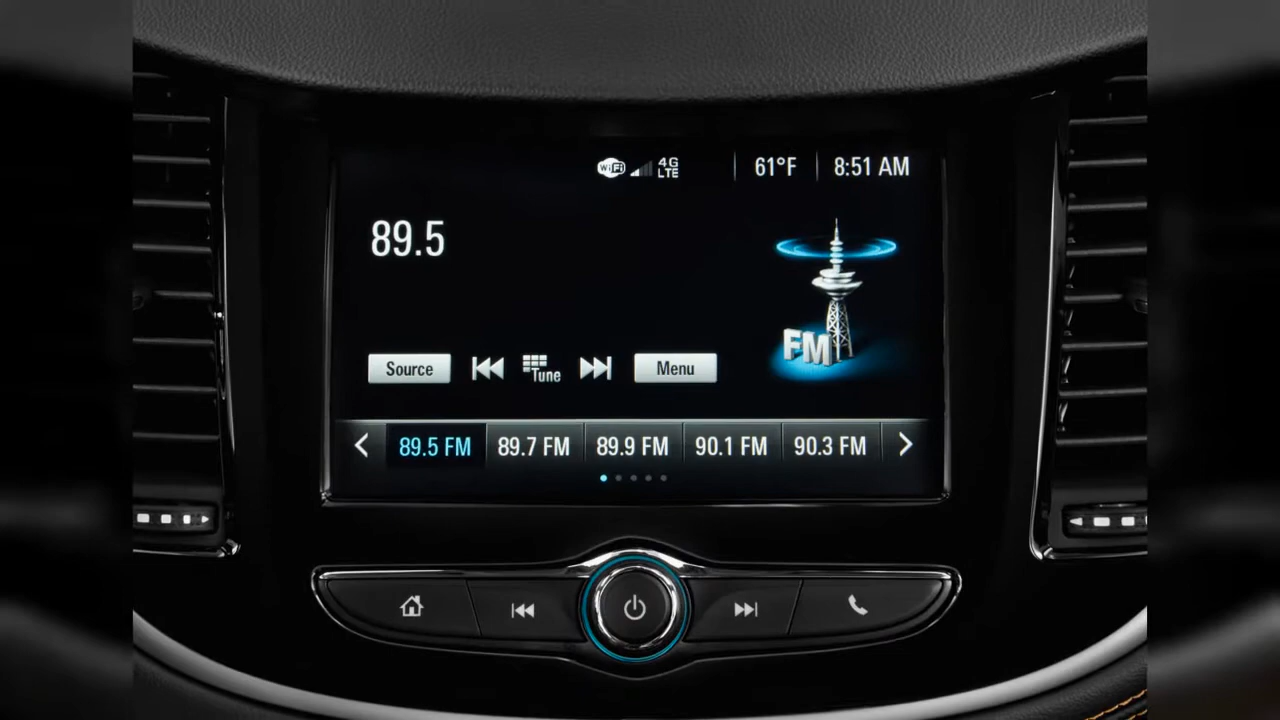 WiFi 4G LTE 61°F 8:51 AM
89.5
FM
Source Tune Menu
89.5 FM 89.7 FM 89.9 FM 90.1 FM 90.3 FM